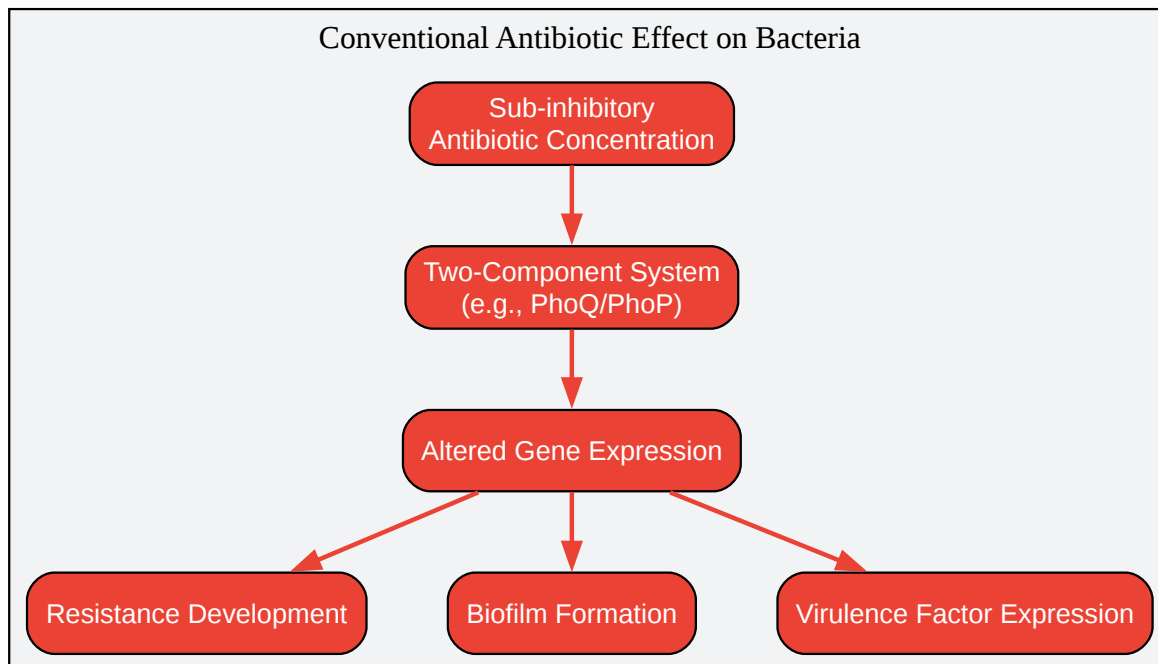 Conventional Antibiotic Effect on Bacteria
Sub-inhibitory
Antibiotic Concentration
Two-Component System
(e.g., PhoQ/PhoP)
Altered Gene Expression
Resistance Development
Biofilm Formation
Virulence Factor Expression